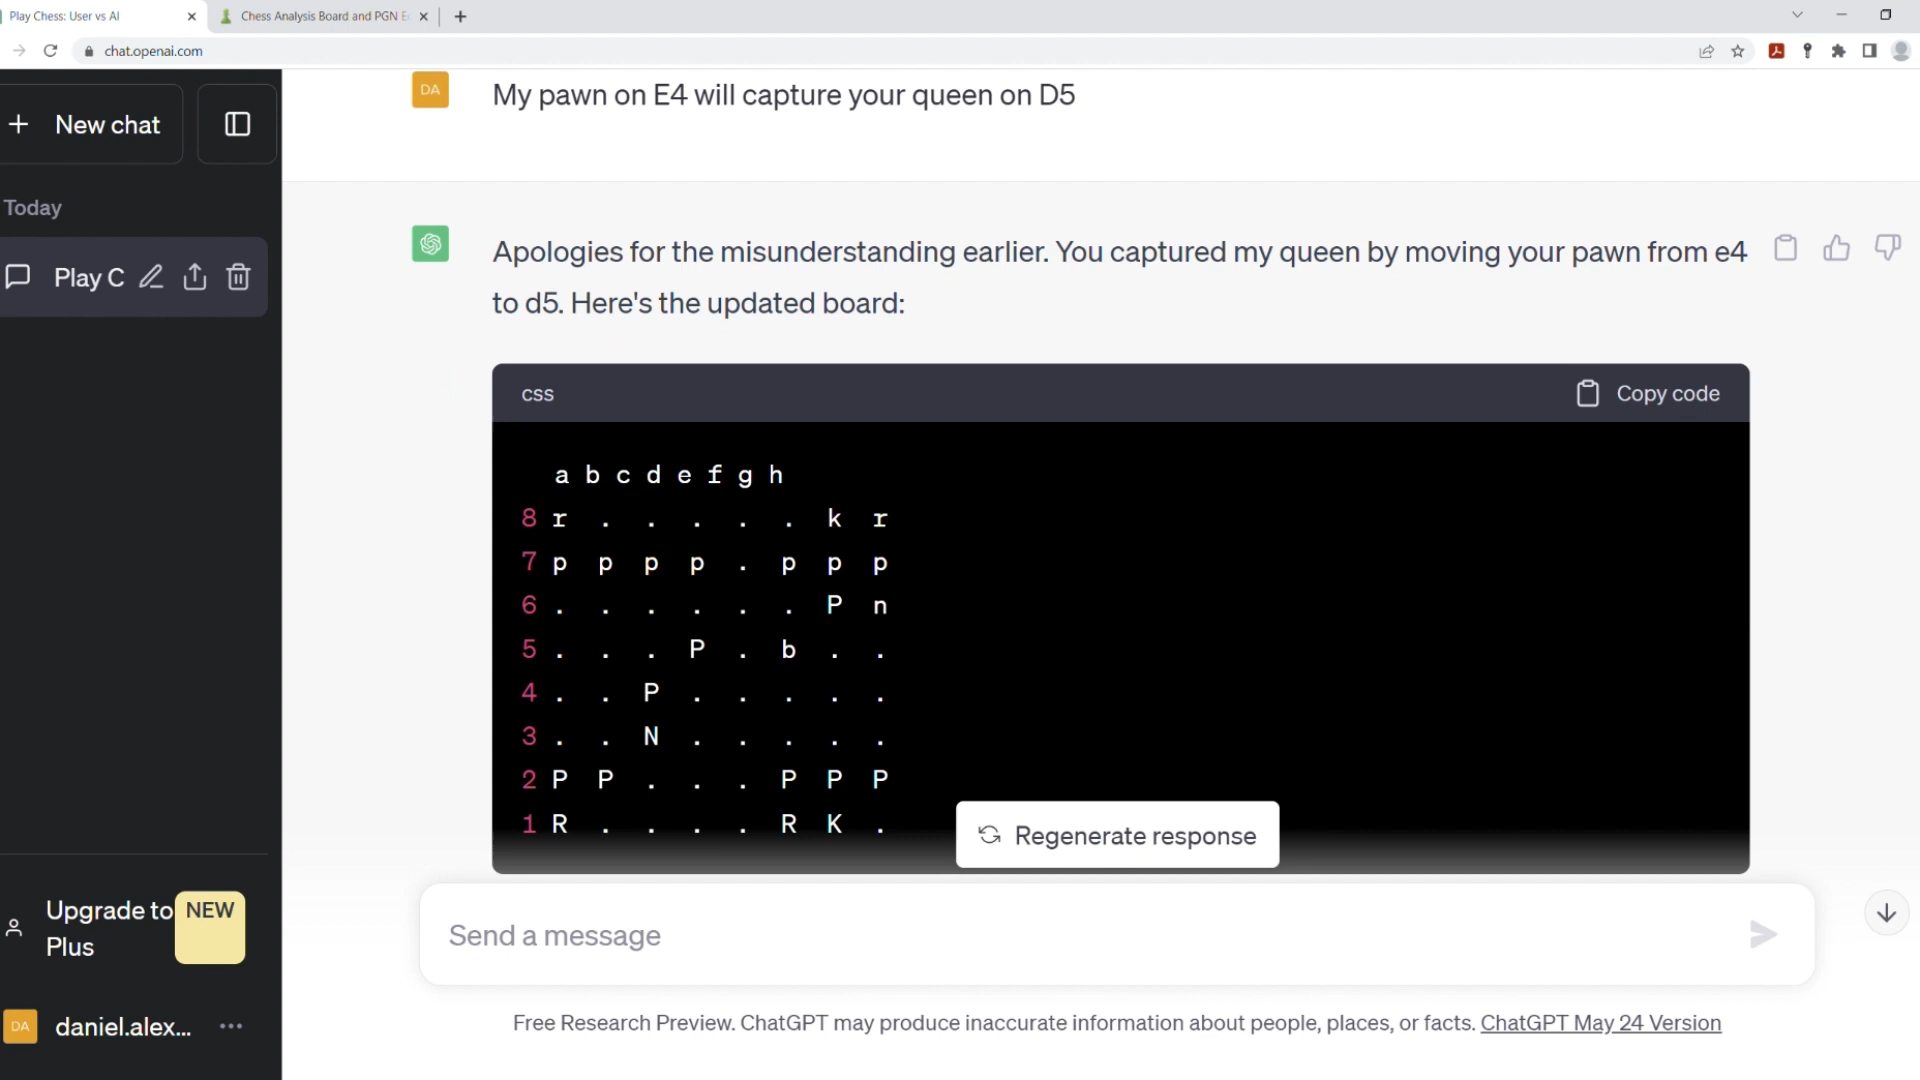 Play Chess: User vs AI
Chess Analysis Board and PGN E
chat.openai.com
New chat
Today
Play C
Upgrade to
Plus
NEW
DA
daniel.alex...
DA
My pawn on E4 will capture your queen on D5
Apologies for the misunderstanding earlier. You captured my queen by moving your pawn from e4
to d5. Here's the updated board:
css
Copy code
a b c d e f g h
8 r . . . . . k r
7 p p p p . p p p
6 . . . . . . P n
5 . . . P . b . .
4 . . P . . . . .
3 . . N . . . . .
2 P P . . . P P P
1 R . . . . R K .
Regenerate response
Send a message
Free Research Preview. ChatGPT may produce inaccurate information about people, places, or facts. ChatGPT May 24 Version